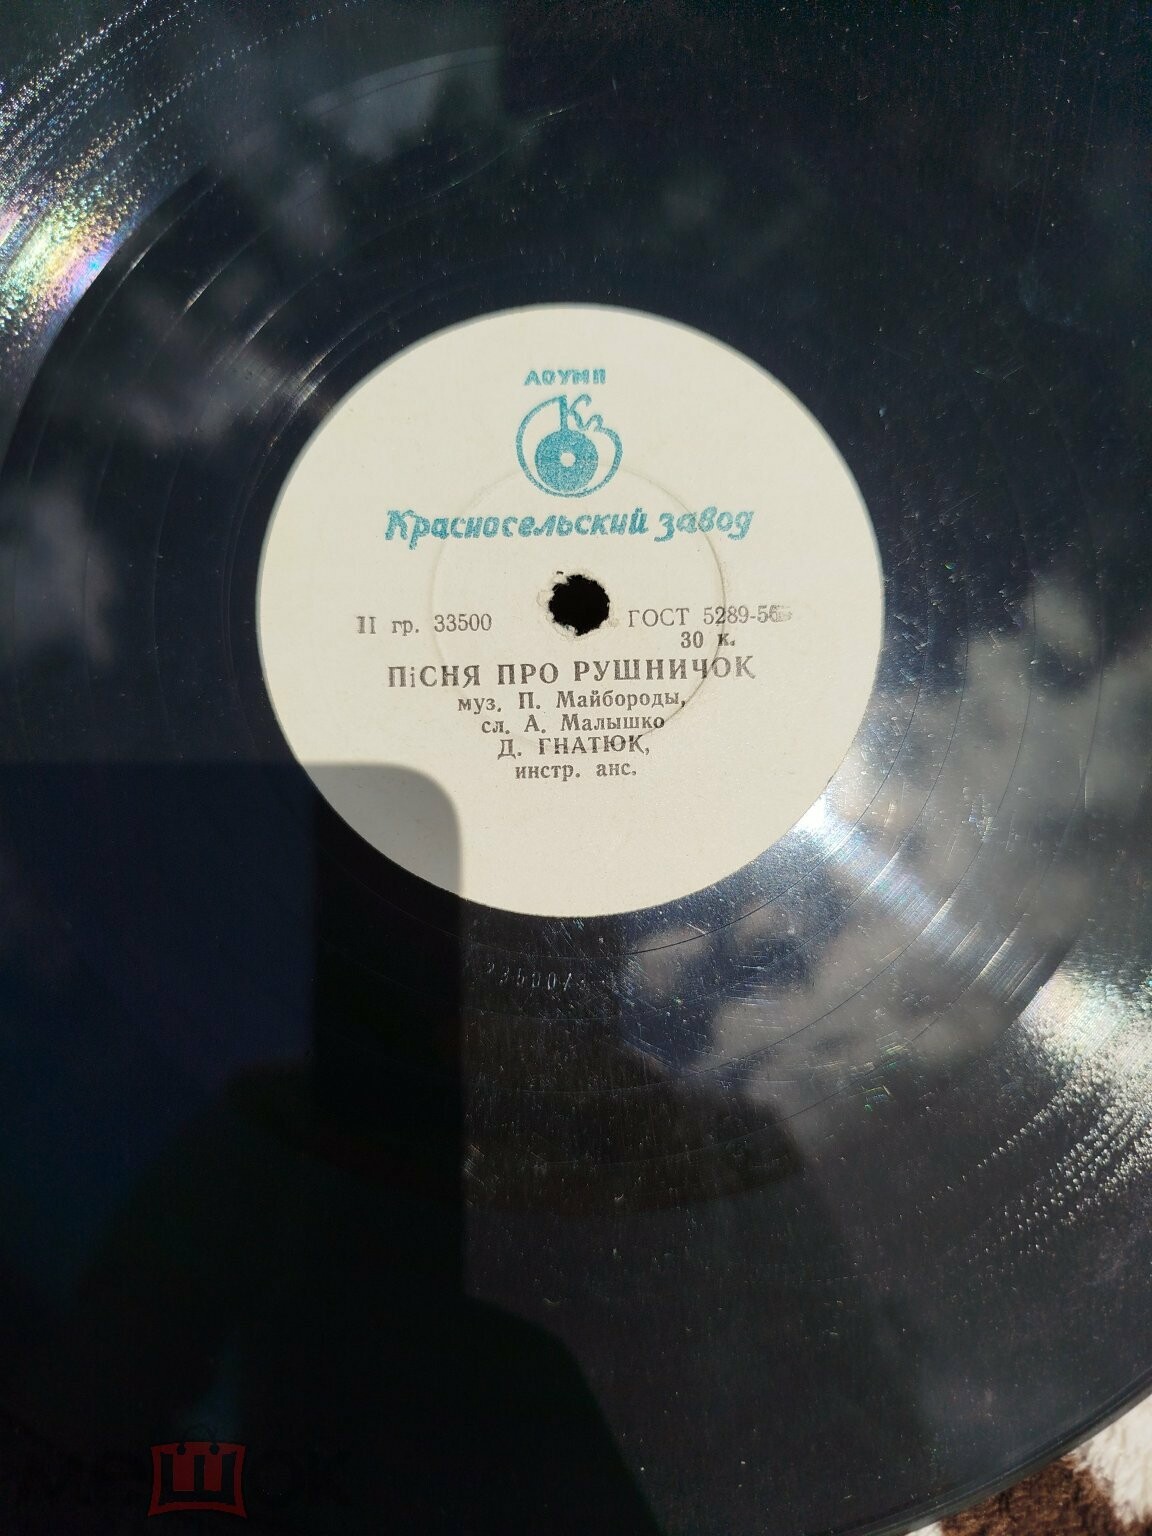 АОУМП
Красносельский завод
II гр. 33500 ГОСТ 5289-56
30 к.
ПіСНЯ ПРО РУШНИЧОК
муз. П. Майбороды,
сл. А. Малышко
Д. ГНАТЮК,
инстр. анс.
мешок